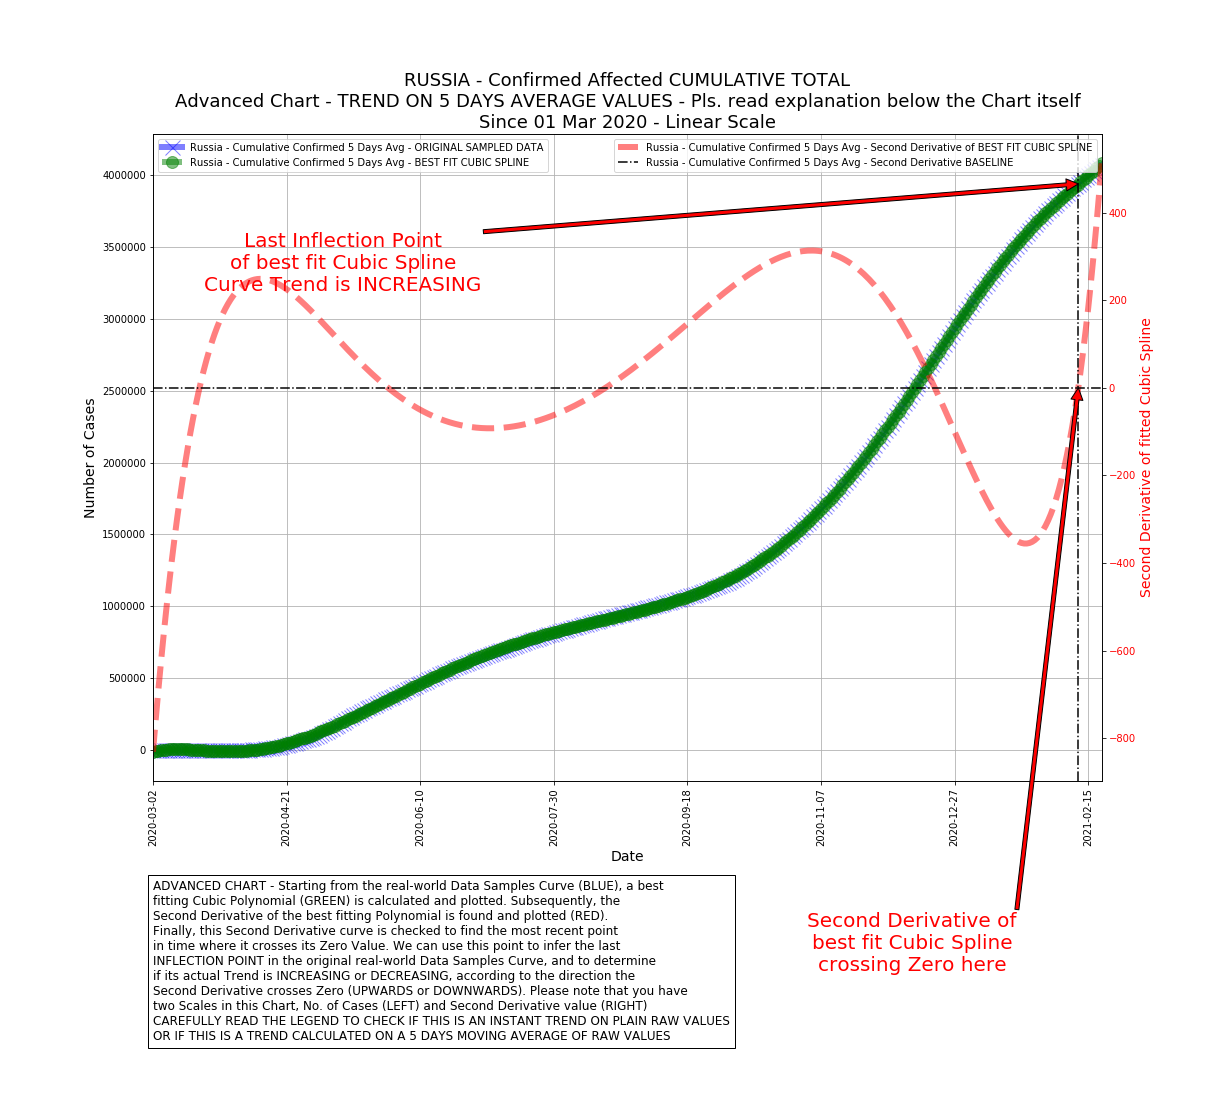 RUSSIA - Confirmed Affected CUMULATIVE TOTAL
Advanced Chart - TREND ON 5 DAYS AVERAGE VALUES - Pls. read explanation below the Chart itself
Since 01 Mar 2020 - Linear Scale
Russia - Cumulative Confirmed 5 Days Avg - ORIGINAL SAMPLED DATA
Russia - Cumulative Confirmed 5 Days Avg - BEST FIT CUBIC SPLINE
Russia - Cumulative Confirmed 5 Days Avg - Second Derivative of BEST FIT CUBIC SPLINE
Russia - Cumulative Confirmed 5 Days Avg - Second Derivative BASELINE
Number of Cases
4000000
3500000
3000000
2500000
2000000
1500000
1000000
500000
0
Last Inflection Point
of best fit Cubic Spline
Curve Trend is INCREASING
400
200
0
−200
−400
−600
−800
Second Derivative of fitted Cubic Spline
2020-03-02
2020-04-21
2020-06-10
2020-07-30
2020-09-18
2020-11-07
2020-12-27
2021-02-15
Date
ADVANCED CHART - Starting from the real-world Data Samples Curve (BLUE), a best
fitting Cubic Polynomial (GREEN) is calculated and plotted. Subsequently, the
Second Derivative of the best fitting Polynomial is found and plotted (RED).
Finally, this Second Derivative curve is checked to find the most recent point
in time where it crosses its Zero Value. We can use this point to infer the last
INFLECTION POINT in the original real-world Data Samples Curve, and to determine
if its actual Trend is INCREASING or DECREASING, according to the direction the
Second Derivative crosses Zero (UPWARDS or DOWNWARDS). Please note that you have
two Scales in this Chart, No. of Cases (LEFT) and Second Derivative value (RIGHT)
CAREFULLY READ THE LEGEND TO CHECK IF THIS IS AN INSTANT TREND ON PLAIN RAW VALUES
OR IF THIS IS A TREND CALCULATED ON A 5 DAYS MOVING AVERAGE OF RAW VALUES
Second Derivative of
best fit Cubic Spline
crossing Zero here